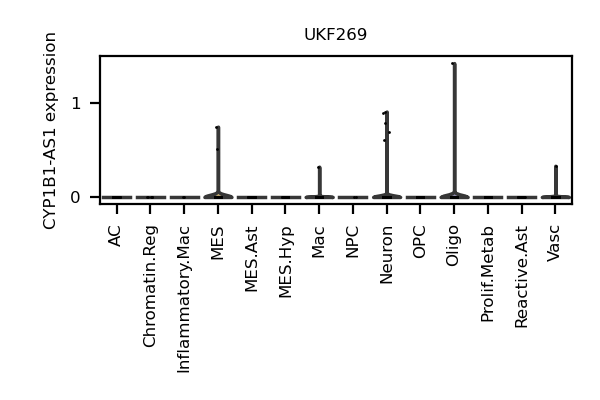 UKF269
CYP1B1-AS1 expression
1
0
AC
Chromatin.Reg
Inflammatory.Mac
MES
MES.Ast
MES.Hyp
Mac
NPC
Neuron
OPC
Oligo
Prolif.Metab
Reactive.Ast
Vasc